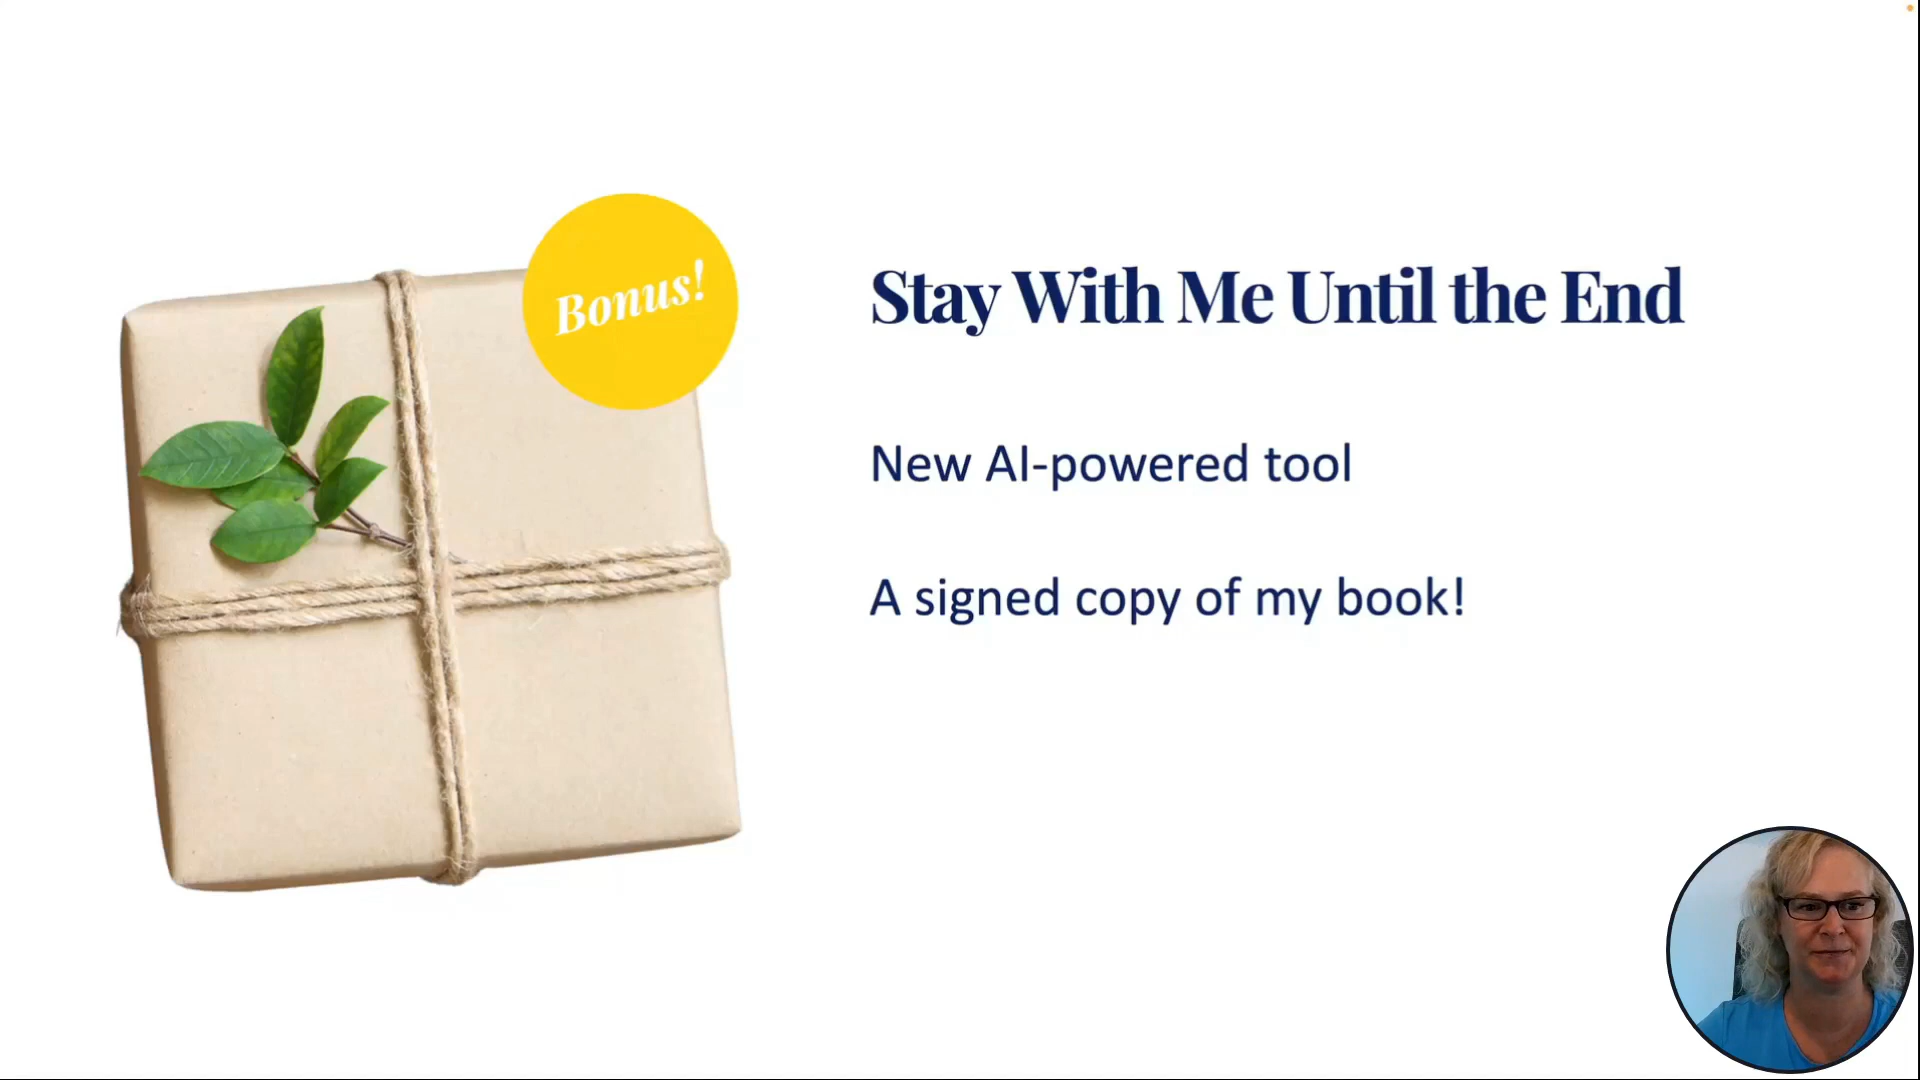 Bonus!
Stay With Me Until the End
New AI-powered tool
A signed copy of my book!